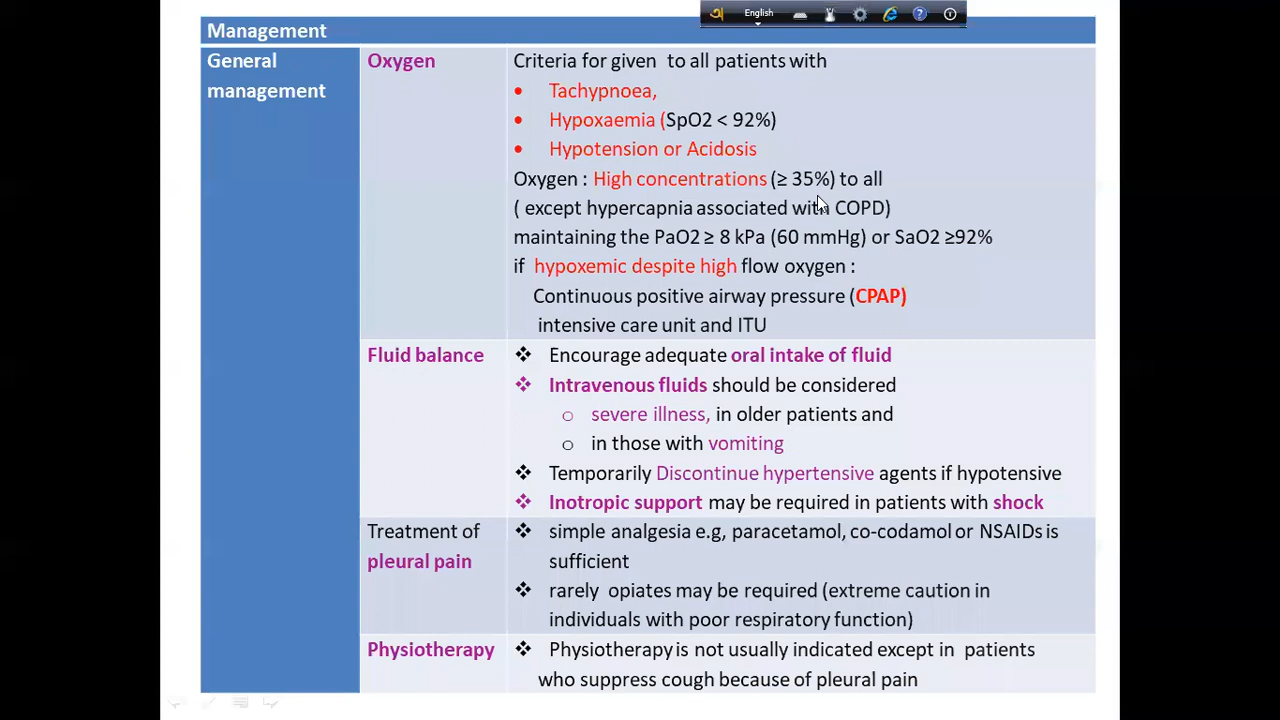 অ English
Management
General management
Oxygen
Criteria for given to all patients with
• Tachypnoea,
• Hypoxaemia (SpO2 < 92%)
• Hypotension or Acidosis
Oxygen : High concentrations (≥ 35%) to all
( except hypercapnia associated with COPD)
maintaining the PaO2 ≥ 8 kPa (60 mmHg) or SaO2 ≥92%
if hypoxemic despite high flow oxygen :
Continuous positive airway pressure (CPAP)
intensive care unit and ITU
Fluid balance
❖ Encourage adequate oral intake of fluid
❖ Intravenous fluids should be considered
o severe illness, in older patients and
o in those with vomiting
❖ Temporarily Discontinue hypertensive agents if hypotensive
❖ Inotropic support may be required in patients with shock
Treatment of
pleural pain
❖ simple analgesia e.g, paracetamol, co-codamol or NSAIDs is
sufficient
❖ rarely opiates may be required (extreme caution in
individuals with poor respiratory function)
Physiotherapy
❖ Physiotherapy is not usually indicated except in patients
who suppress cough because of pleural pain